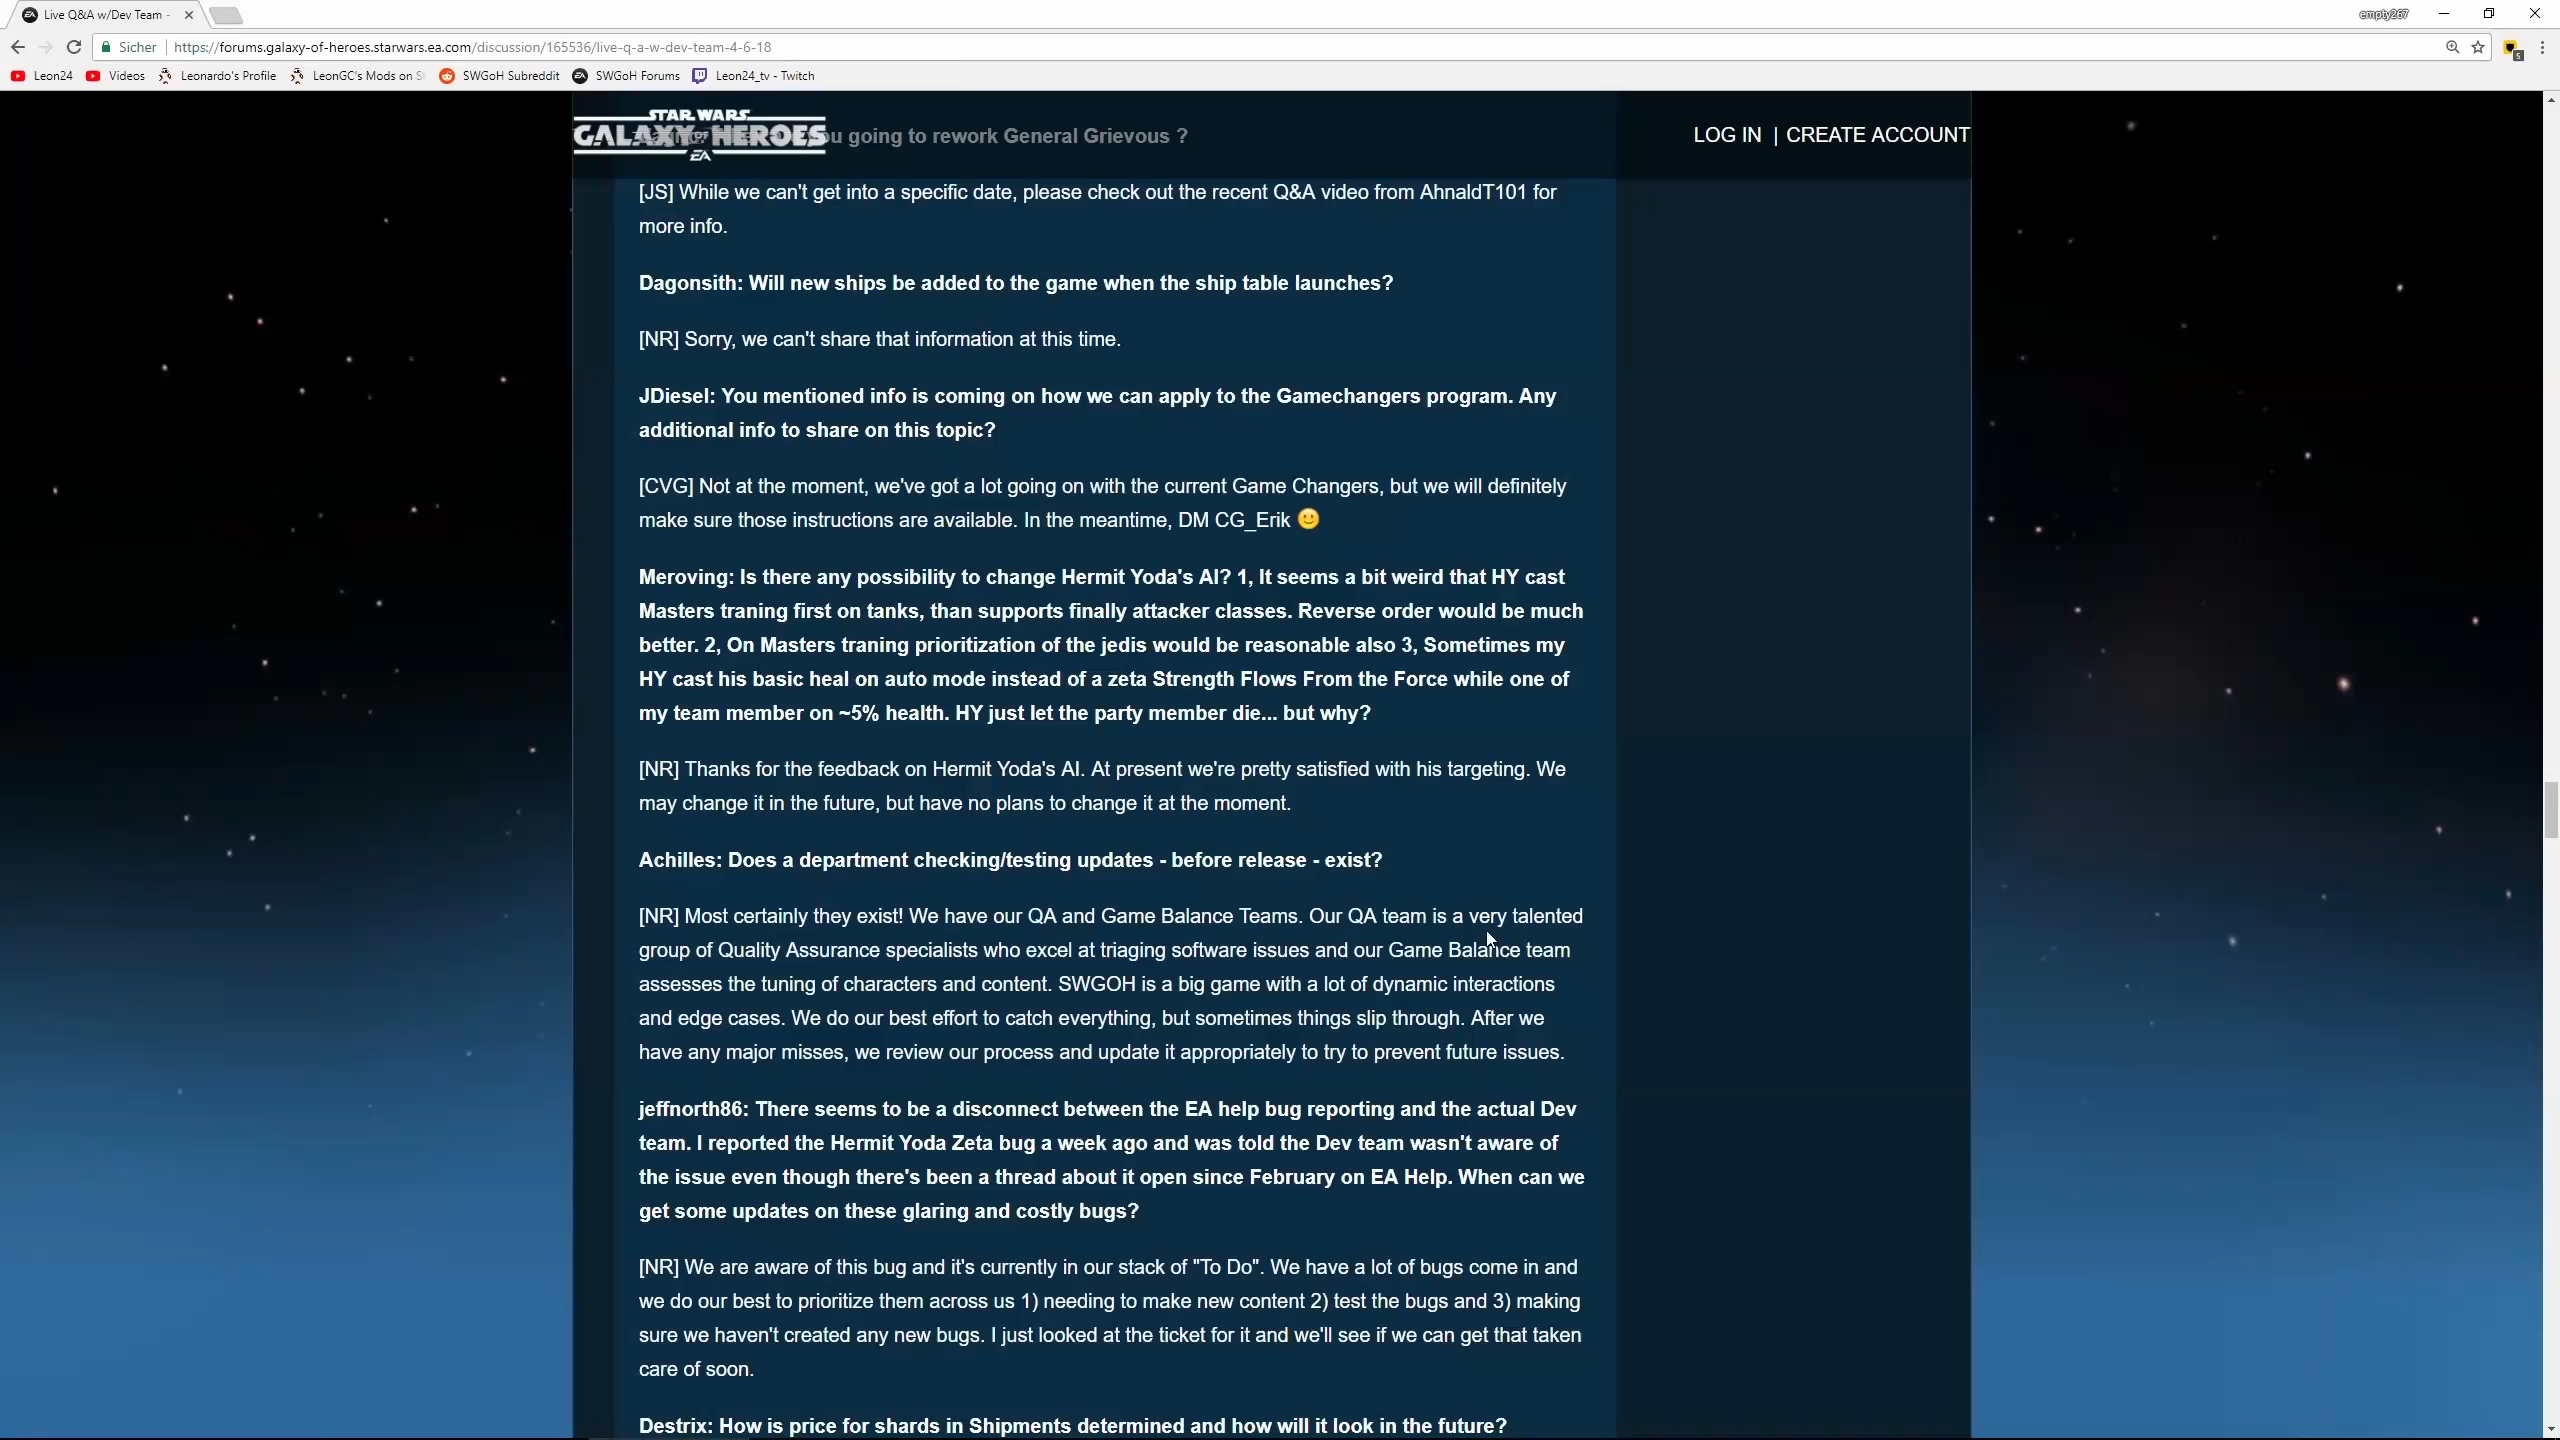 Live Q&A w/Dev Team -
empty267
Sicher https://forums.galaxy-of-heroes.starwars.ea.com/discussion/165536/live-q-a-w-dev-team-4-6-18
5
Leon24 Videos Leonardo's Profile LeonGC's Mods on SWGoH Subreddit SWGoH Forums Leon24_tv - Twitch
STAR WARS
GALAXY OF HEROES
EA
you going to rework General Grievous ?
LOG IN | CREATE ACCOUNT
[JS] While we can't get into a specific date, please check out the recent Q&A video from AhnaldT101 for
more info.
Dagonsith: Will new ships be added to the game when the ship table launches?
[NR] Sorry, we can't share that information at this time.
JDiesel: You mentioned info is coming on how we can apply to the Gamechangers program. Any
additional info to share on this topic?
[CVG] Not at the moment, we've got a lot going on with the current Game Changers, but we will definitely
make sure those instructions are available. In the meantime, DM CG_Erik 🙂
Meroving: Is there any possibility to change Hermit Yoda's AI? 1, It seems a bit weird that HY cast
Masters traning first on tanks, than supports finally attacker classes. Reverse order would be much
better. 2, On Masters traning prioritization of the jedis would be reasonable also 3, Sometimes my
HY cast his basic heal on auto mode instead of a zeta Strength Flows From the Force while one of
my team member on ~5% health. HY just let the party member die... but why?
[NR] Thanks for the feedback on Hermit Yoda's AI. At present we're pretty satisfied with his targeting. We
may change it in the future, but have no plans to change it at the moment.
Achilles: Does a department checking/testing updates - before release - exist?
[NR] Most certainly they exist! We have our QA and Game Balance Teams. Our QA team is a very talented
group of Quality Assurance specialists who excel at triaging software issues and our Game Balance team
assesses the tuning of characters and content. SWGOH is a big game with a lot of dynamic interactions
and edge cases. We do our best effort to catch everything, but sometimes things slip through. After we
have any major misses, we review our process and update it appropriately to try to prevent future issues.
jeffnorth86: There seems to be a disconnect between the EA help bug reporting and the actual Dev
team. I reported the Hermit Yoda Zeta bug a week ago and was told the Dev team wasn't aware of
the issue even though there's been a thread about it open since February on EA Help. When can we
get some updates on these glaring and costly bugs?
[NR] We are aware of this bug and it's currently in our stack of "To Do". We have a lot of bugs come in and
we do our best to prioritize them across us 1) needing to make new content 2) test the bugs and 3) making
sure we haven't created any new bugs. I just looked at the ticket for it and we'll see if we can get that taken
care of soon.
Destrix: How is price for shards in Shipments determined and how will it look in the future?